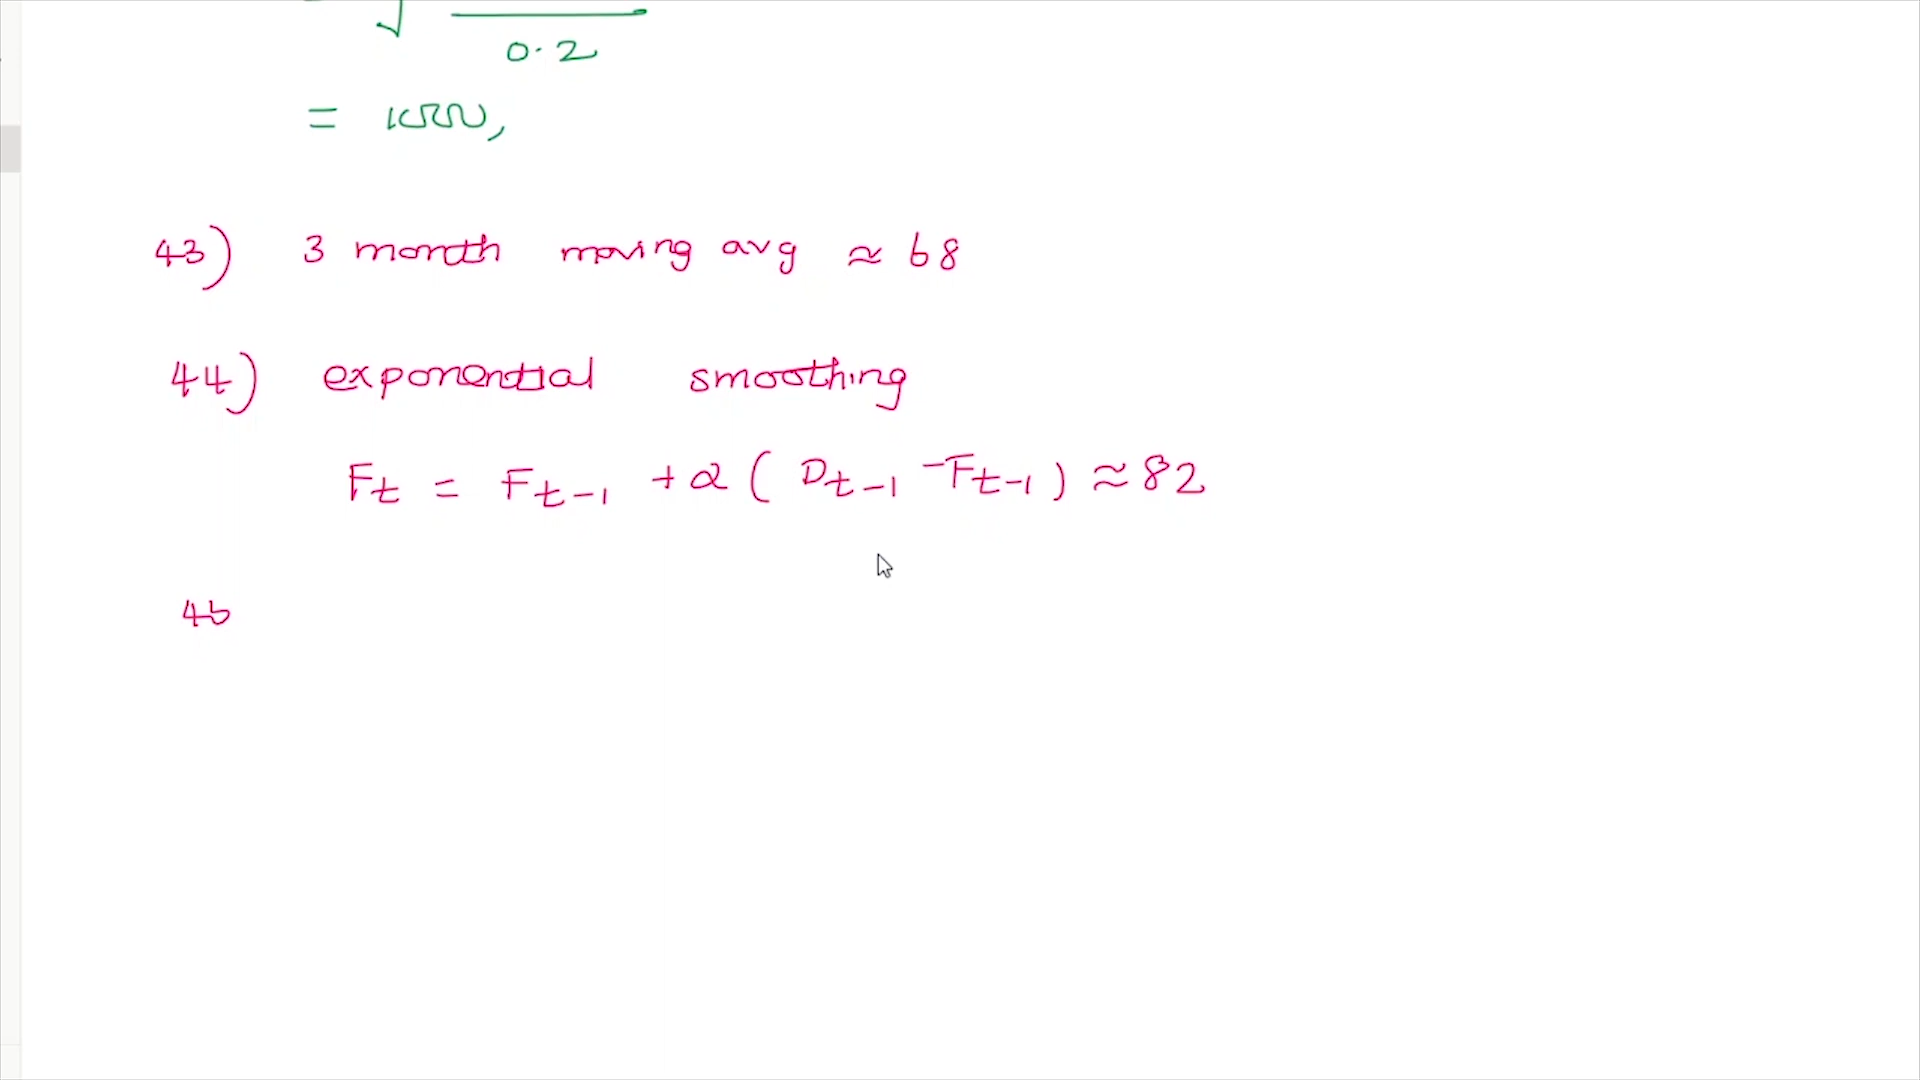 √
0.2
= 1000,
43) 3 month moving avg ≈ 68
44) exponential smoothing
Ft = Ft-1 + α ( Dt-1 - Ft-1 ) ≈ 82
46